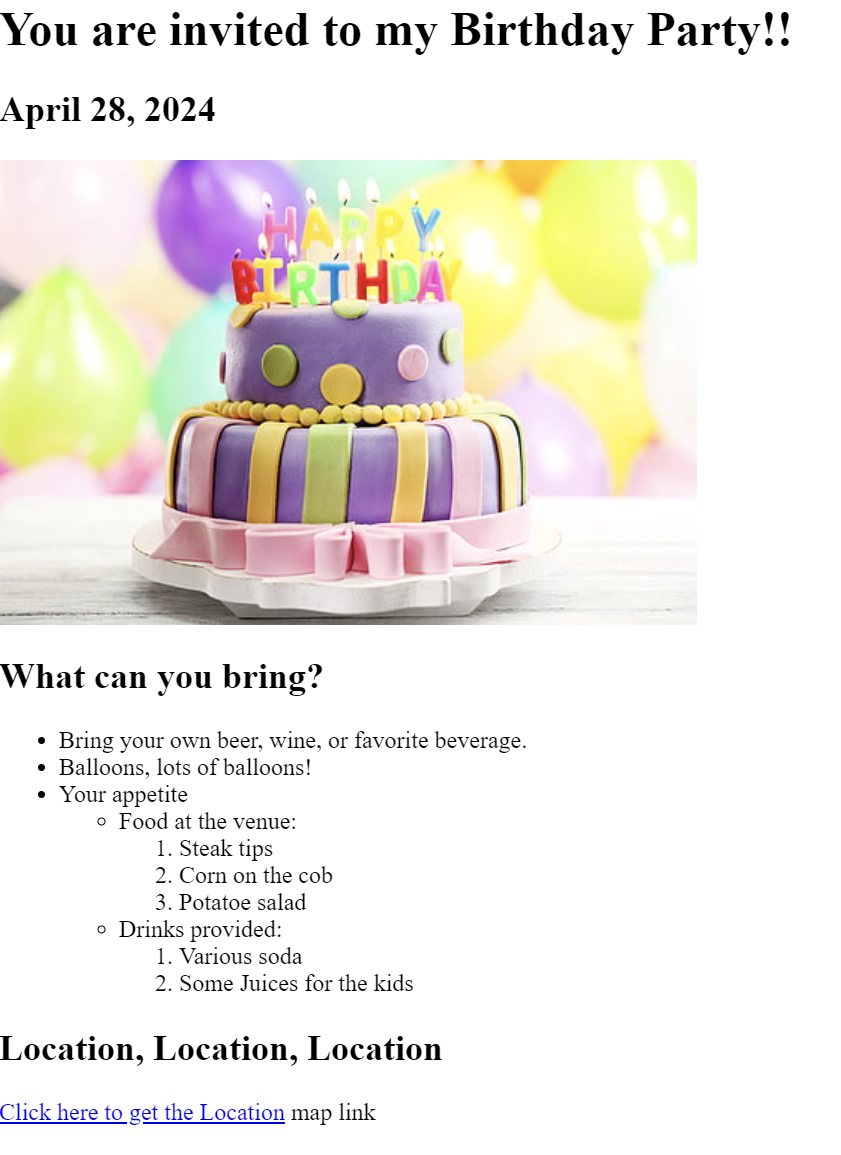 You are invited to my Birthday Party!!
April 28, 2024
HAPPY
BIRTHDAY
What can you bring?
• Bring your own beer, wine, or favorite beverage.
• Balloons, lots of balloons!
• Your appetite
○ Food at the venue:
1. Steak tips
2. Corn on the cob
3. Potatoe salad
○ Drinks provided:
1. Various soda
2. Some Juices for the kids
Location, Location, Location
Click here to get the Location map link